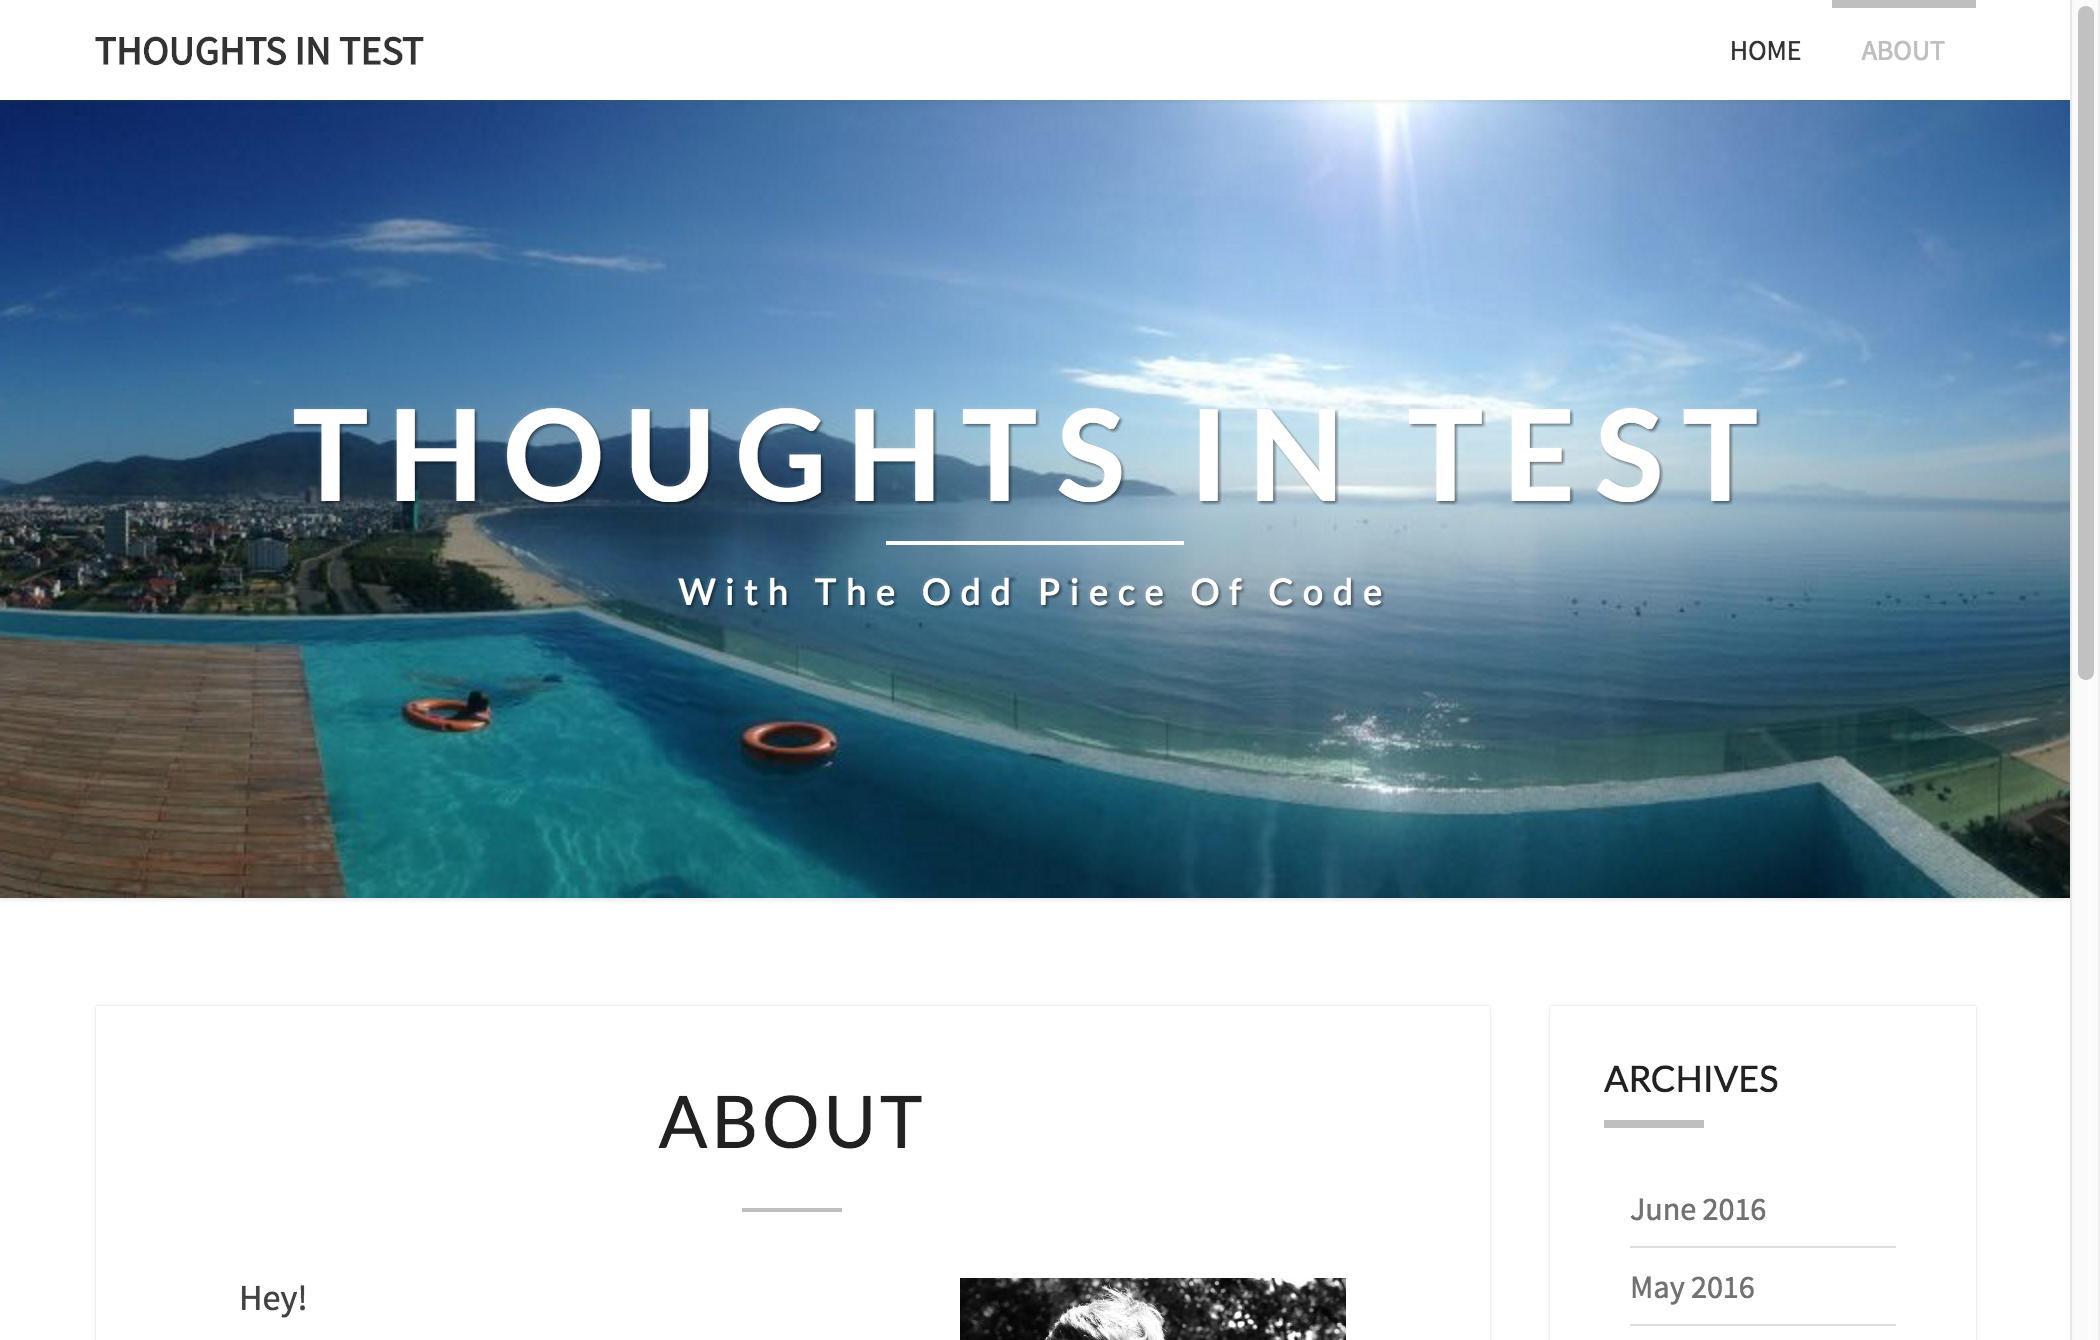 THOUGHTS IN TEST
HOME ABOUT
THOUGHTS IN TEST
With The Odd Piece Of Code
ABOUT
Hey!
ARCHIVES
June 2016
May 2016